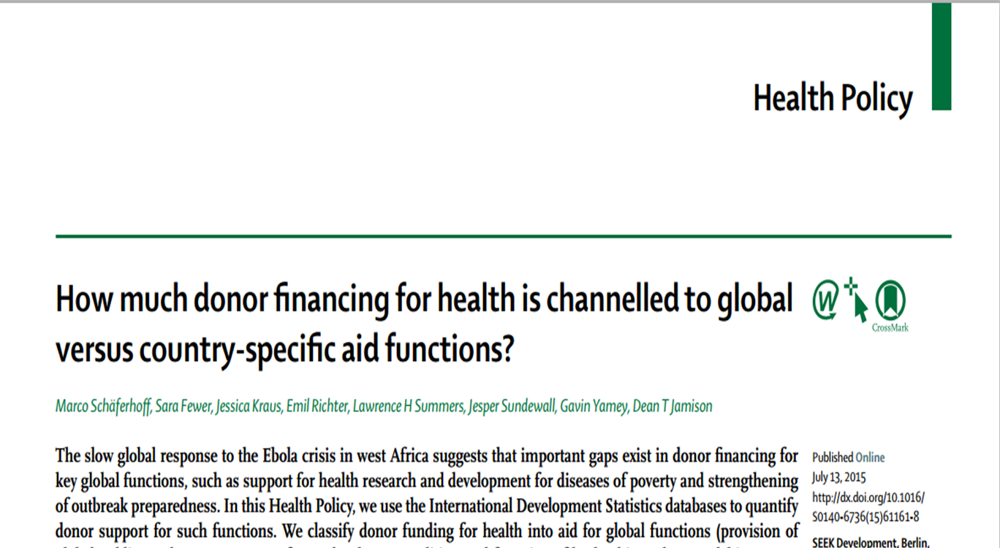 Health Policy
How much donor financing for health is channelled to global
versus country-specific aid functions?
W
CrossMark
Marco Schäferhoff, Sara Fewer, Jessica Kraus, Emil Richter, Lawrence H Summers, Jesper Sundewall, Gavin Yamey, Dean T Jamison
The slow global response to the Ebola crisis in west Africa suggests that important gaps exist in donor financing for
key global functions, such as support for health research and development for diseases of poverty and strengthening
of outbreak preparedness. In this Health Policy, we use the International Development Statistics databases to quantify
donor support for such functions. We classify donor funding for health into aid for global functions (provision of
Published Online
July 13, 2015
http://dx.doi.org/10.1016/
S0140-6736(15)61161-8
SEEK Development, Berlin,